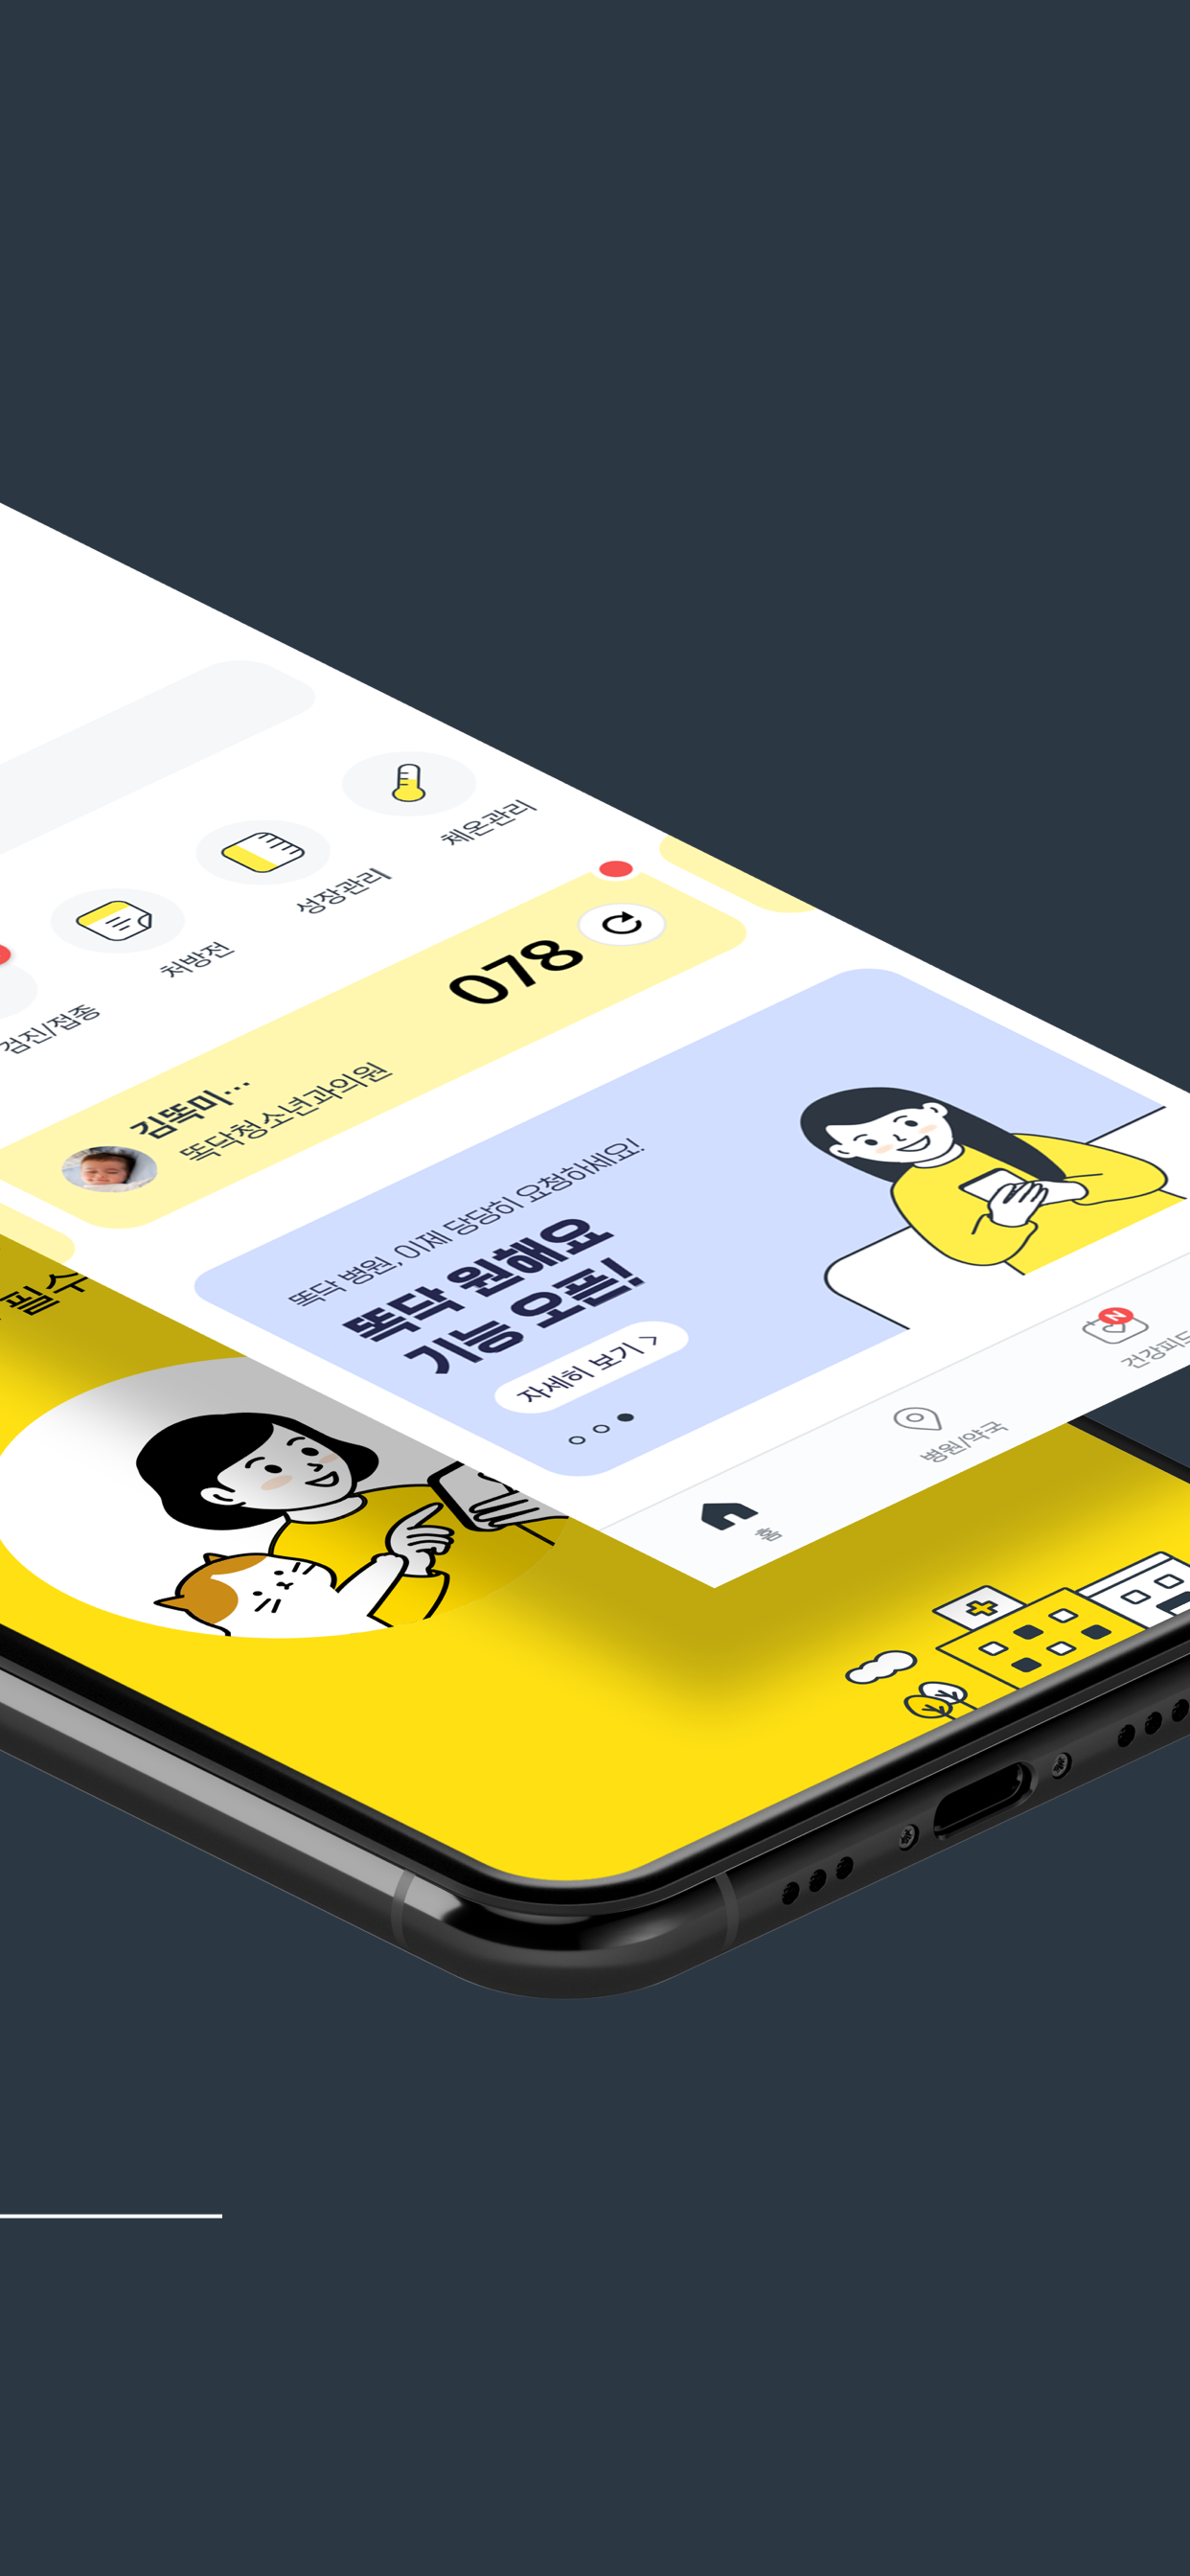 체온관리
성장관리
처방전
검진/접종
078
김똑미…
똑닥청소년과의원
똑닥 병원, 이제 당당히 요청하세요!
똑닥 원해요
기능 오픈!
자세히 보기 >
필수
N
건강피드
병원/약국
홈